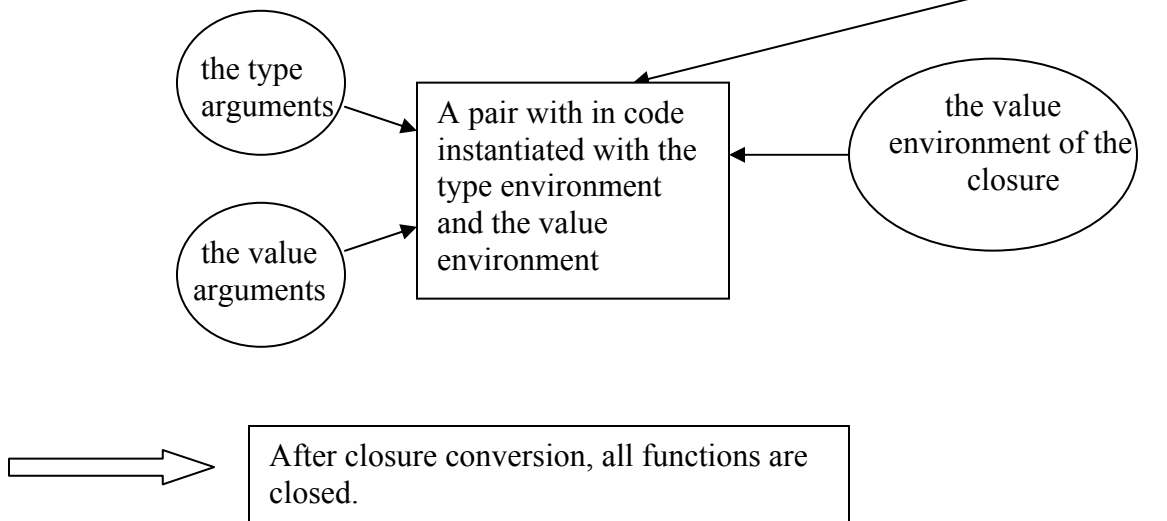 the type
arguments
A pair with in code
instantiated with the
type environment
and the value
environment
the value
environment of the
closure
the value
arguments
After closure conversion, all functions are
closed.